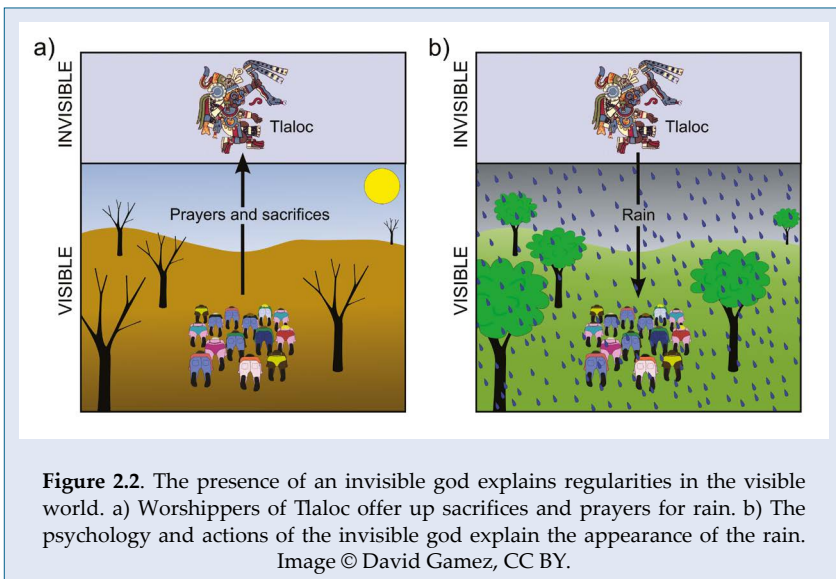 a)
INVISIBLE
Tlaloc
Prayers and sacrifices
VISIBLE
b)
INVISIBLE
Tlaloc
Rain
VISIBLE
Figure 2.2. The presence of an invisible god explains regularities in the visible
world. a) Worshippers of Tlaloc offer up sacrifices and prayers for rain. b) The
psychology and actions of the invisible god explain the appearance of the rain.
Image © David Gamez, CC BY.